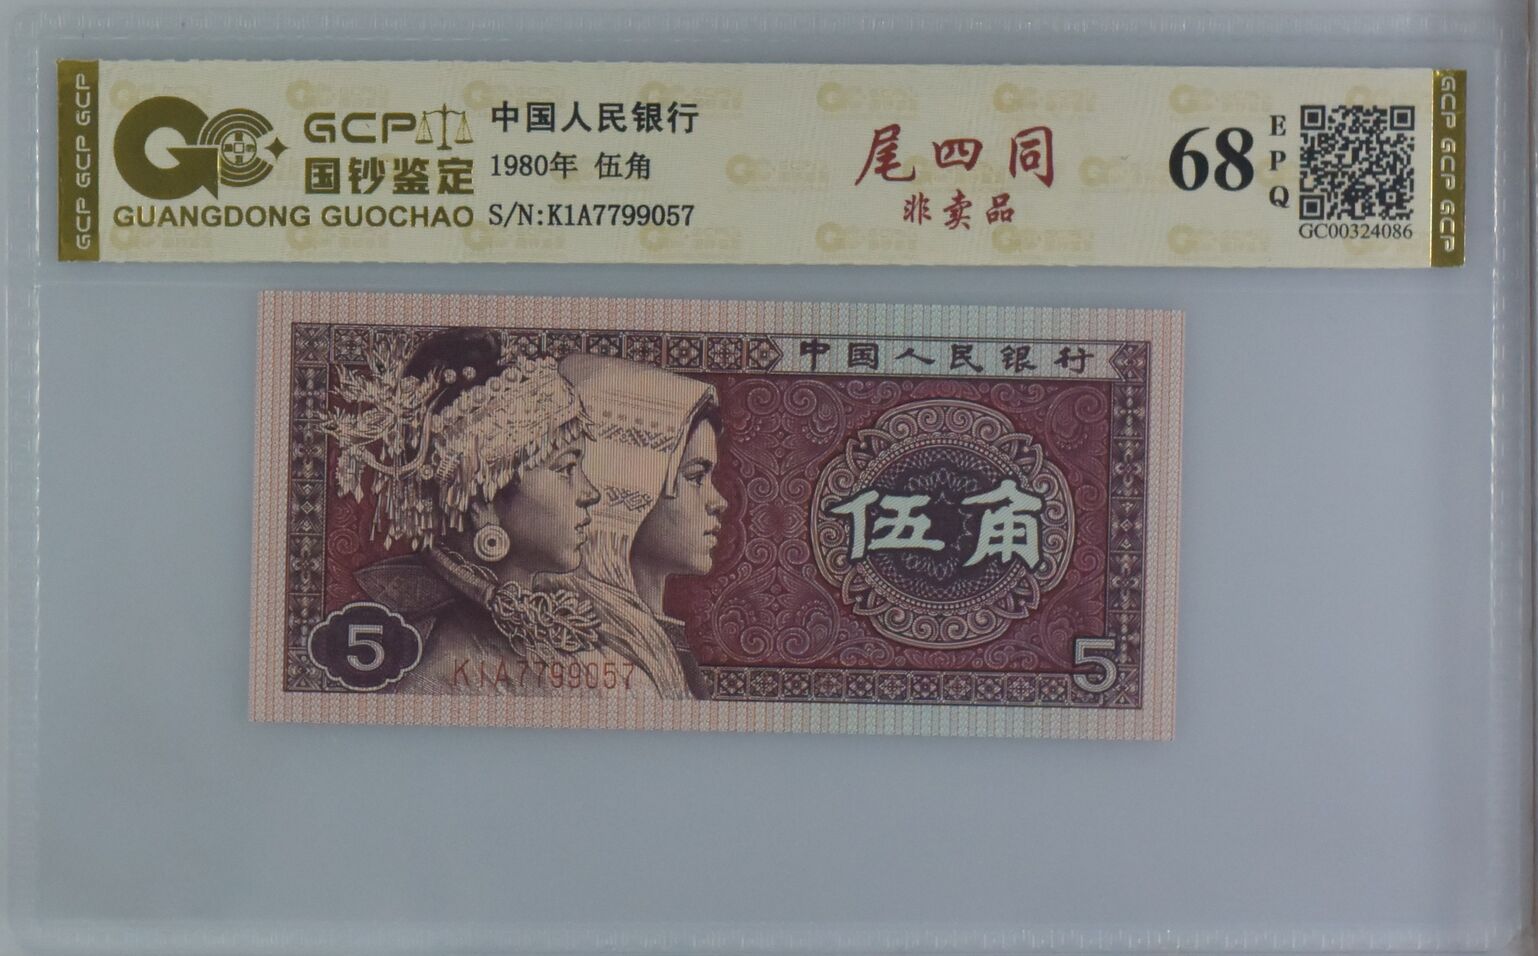 GCP GCP GCP
GCP
国钞鉴定
GUANGDONG GUOCHAO
中国人民银行
1980年 伍角
S/N:K1A7799057
尾四同
非卖品
68
EPQ
GC00324086
GCP GCP GCP
中国人民银行
伍角
5
K1A7799057
5